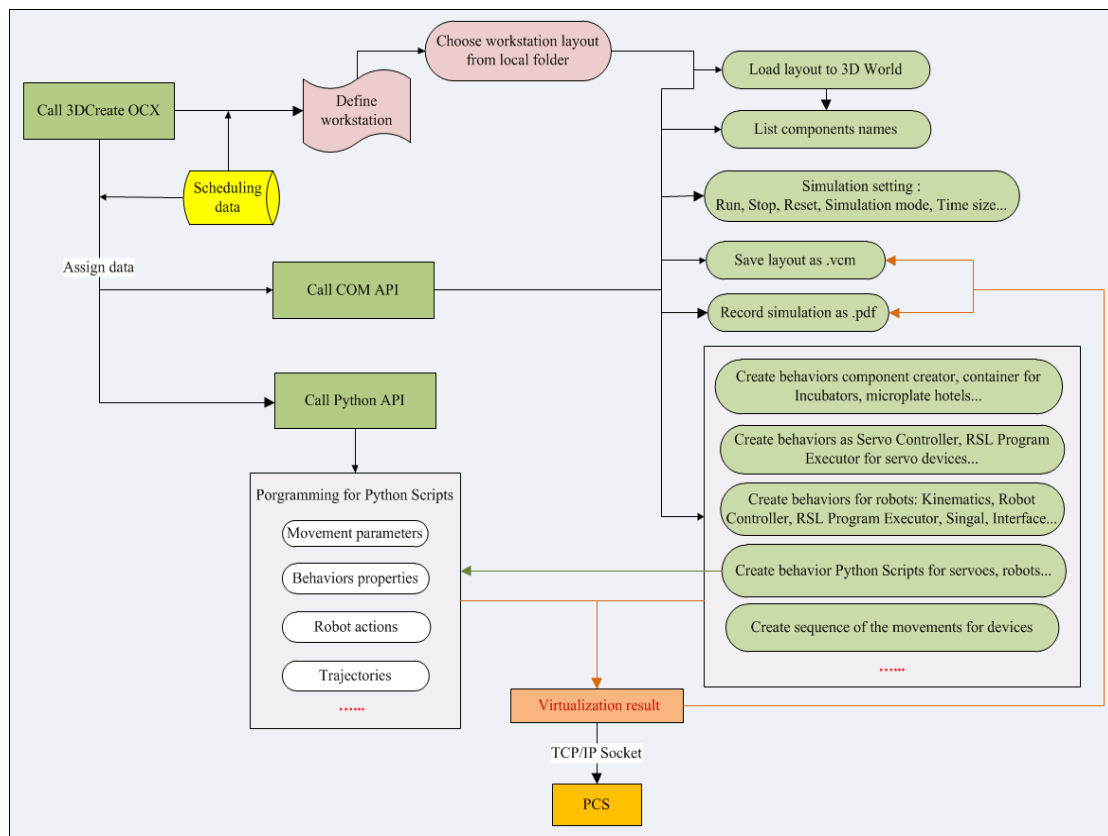 Choose workstation layout
from local folder
Load layout to 3D World
Call 3DCreate OCX
Define
workstation
List components names
Scheduling
data
Simulation setting :
Run, Stop, Reset, Simulation mode, Time size...
Assign data
Save layout as .vcm
Call COM API
Record simulation as .pdf
Create behaviors component creator, container for
Incubators, microplate hotels...
Call Python API
Create behaviors as Servo Controller, RSL Program
Executor for servo devices...
Porgramming for Python Scripts
Movement parameters
Behaviors properties
Robot actions
Trajectories
......
Create behaviors for robots: Kinematics, Robot
Controller, RSL Program Executor, Singal, Interface...
Create behavior Python Scripts for servoes, robots...
Create sequence of the movements for devices
......
Virtualization result
TCP/IP Socket
PCS